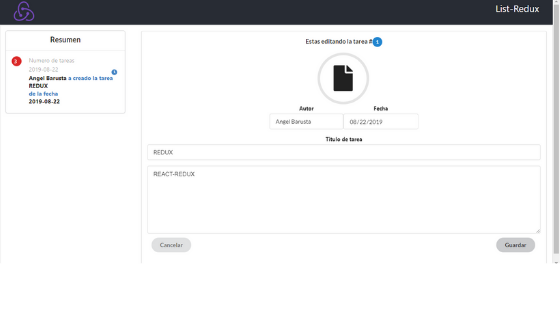 List-Redux
Resumen
Numero de tareas
2019-08-22
Angel Barusta a creado la tarea
REDUX
de la fecha
2019-08-22
Estas editando la tarea # 1
Autor
Fecha
Angel Barusta
08/22/2019
Titulo de tarea
REDUX
REACT-REDUX
Cancelar
Guardar